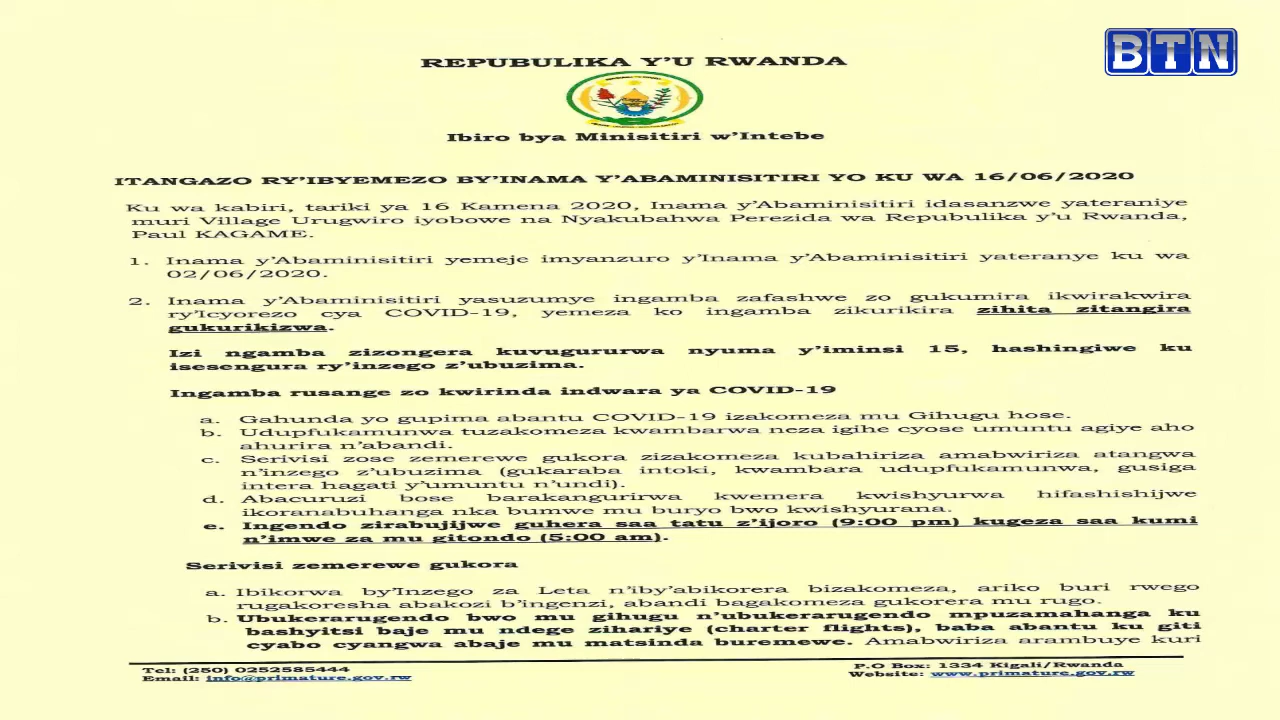 BTN
REPUBULIKA Y'U RWANDA
Ibiro bya Minisitiri w'Intebe
ITANGAZO RY'IBYEMEZO BY'INAMA Y'ABAMINISITIRI YO KU WA 16/06/2020
Ku wa kabiri, tariki ya 16 Kamena 2020, Inama y'Abaminisitiri idasanzwe yateraniye
muri Village Urugwiro iyobowe na Nyakubahwa Perezida wa Repubulika y'u Rwanda,
Paul KAGAME.
1. Inama y'Abaminisitiri yemeje imyanzuro y'Inama y'Abaminisitiri yateranye ku wa
02/06/2020.
2. Inama y'Abaminisitiri yasuzumye ingamba zafashwe zo gukumira ikwirakwira
ry'Icyorezo cya COVID-19, yemeza ko ingamba zikurikira zihita zitangira
gukurikizwa.
Izi ngamba zizongera kuvugururwa nyuma y'iminsi 15, hashingiwe ku
isesengura ry'inzego z'ubuzima.
Ingamba rusange zo kwirinda indwara ya COVID-19
a. Gahunda yo gupima abantu COVID-19 izakomeza mu Gihugu hose.
b. Udupfukamunwa tuzakomeza kwambarwa neza igihe cyose umuntu agiye aho
ahurira n'abandi.
c. Serivisi zose zemerewe gukora zizakomeza kubahiriza amabwiriza atangwa
n'inzego z'ubuzima (gukaraba intoki, kwambara udupfukamunwa, gusiga
intera hagati y'umuntu n'undi).
d. Abacuruzi bose barakangurirwa kwemera kwishyurwa hifashishijwe
ikoranabuhanga nka bumwe mu buryo bwo kwishyurana.
e. Ingendo zirabujijwe guhera saa tatu z'ijoro (9:00 pm) kugeza saa kumi
n'imwe za mu gitondo (5:00 am).
Serivisi zemerewe gukora
a. Ibikorwa by'Inzego za Leta n'iby'abikorera bizakomeza, ariko buri rwego
rugakoresha abakozi b'ingenzi, abandi bagakomeza gukorera mu rugo.
b. Ubukerarugendo bwo mu gihugu n'ubukerarugendo mpuzamahanga ku
bashyitsi baje mu ndege zihariye (charter flights), baba abantu ku giti
cyabo cyangwa abaje mu matsinda buremewe. Amabwiriza arambuye kuri
Tel: (250) 0252585444
Email: info@primature.gov.rw
P.O Box: 1334 Kigali/Rwanda
Website: www.primature.gov.rw